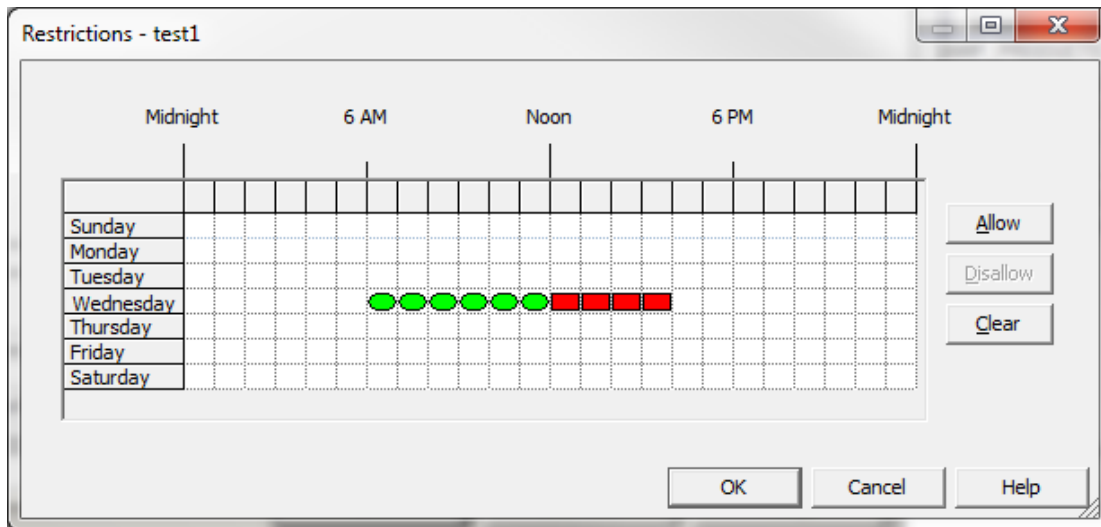 Restrictions - test1
Midnight 6 AM Noon 6 PM Midnight
Sunday
Monday
Tuesday
Wednesday
Thursday
Friday
Saturday
Allow
Disallow
Clear
OK Cancel Help